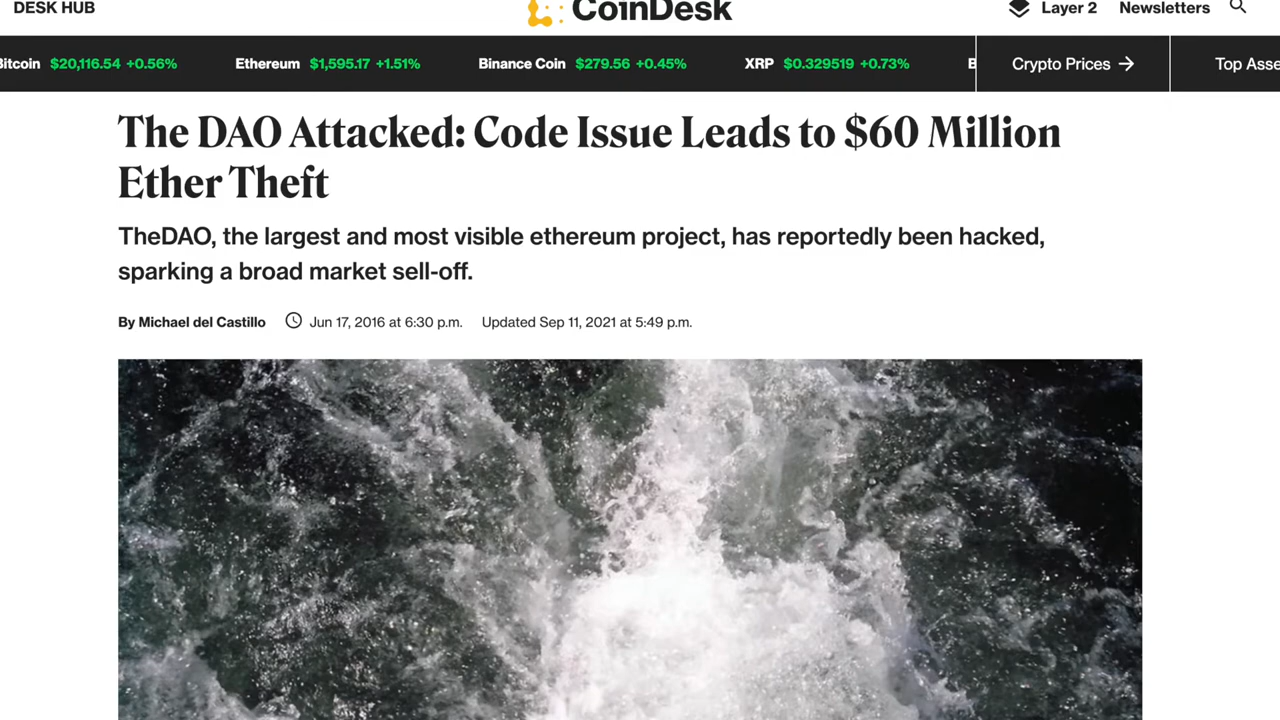 DESK HUB
CoinDesk
Layer 2 Newsletters
Bitcoin $20,116.54 +0.56% Ethereum $1,595.17 +1.51% Binance Coin $279.56 +0.45% XRP $0.329519 +0.73% B Crypto Prices → Top Asse
The DAO Attacked: Code Issue Leads to $60 Million
Ether Theft
TheDAO, the largest and most visible ethereum project, has reportedly been hacked,
sparking a broad market sell-off.
By Michael del Castillo Jun 17, 2016 at 6:30 p.m. Updated Sep 11, 2021 at 5:49 p.m.